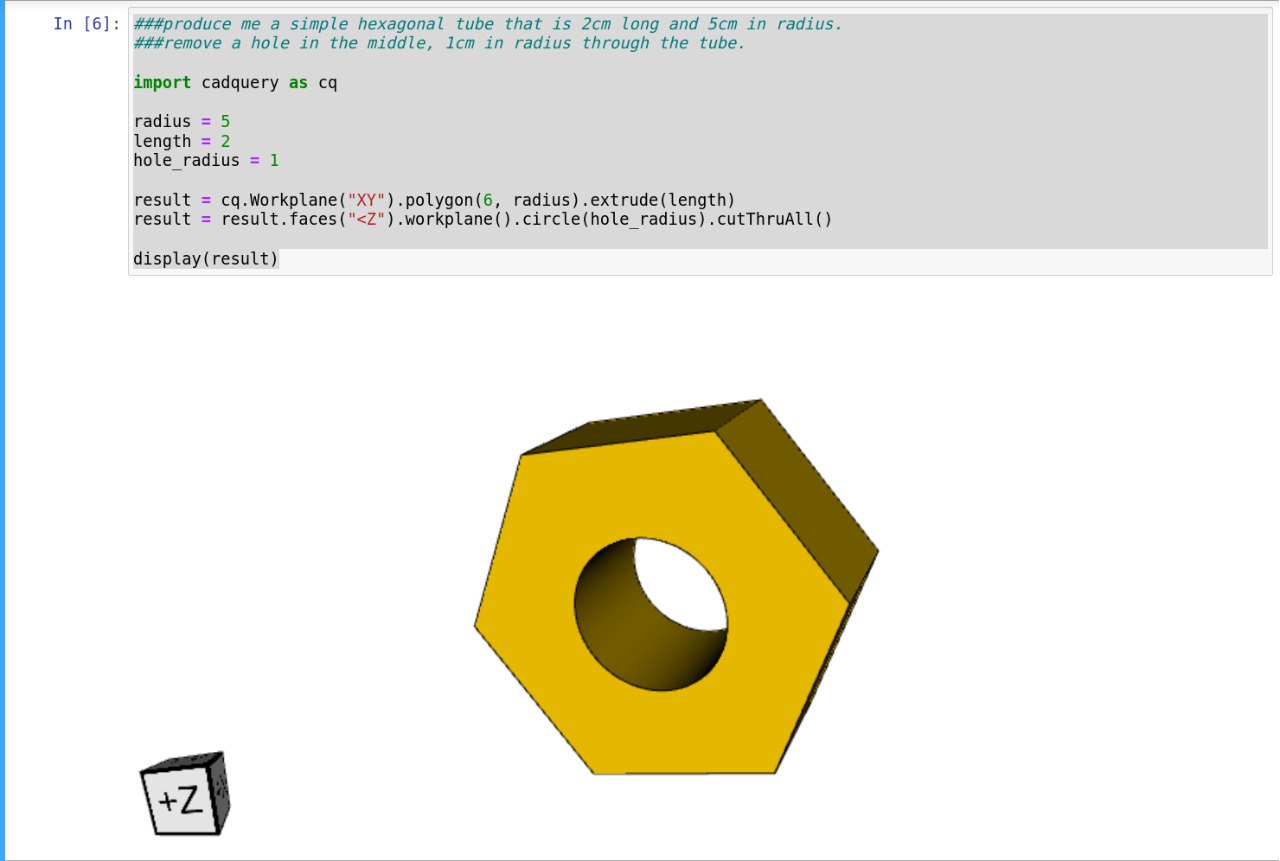 In [6]: ###produce me a simple hexagonal tube that is 2cm long and 5cm in radius.
###remove a hole in the middle, 1cm in radius through the tube.
import cadquery as cq
radius = 5
length = 2
hole_radius = 1
result = cq.Workplane("XY").polygon(6, radius).extrude(length)
result = result.faces("<Z").workplane().circle(hole_radius).cutThruAll()
display(result)
+Z